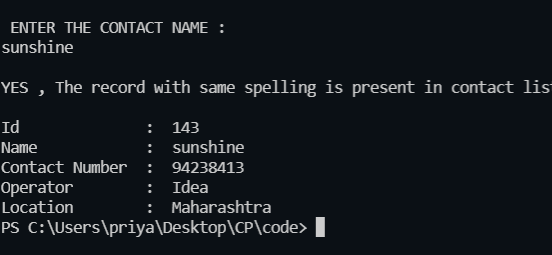 ENTER THE CONTACT NAME :
sunshine
YES , The record with same spelling is present in contact list
Id : 143
Name : sunshine
Contact Number : 94238413
Operator : Idea
Location : Maharashtra
PS C:\Users\priya\Desktop\CP\code>